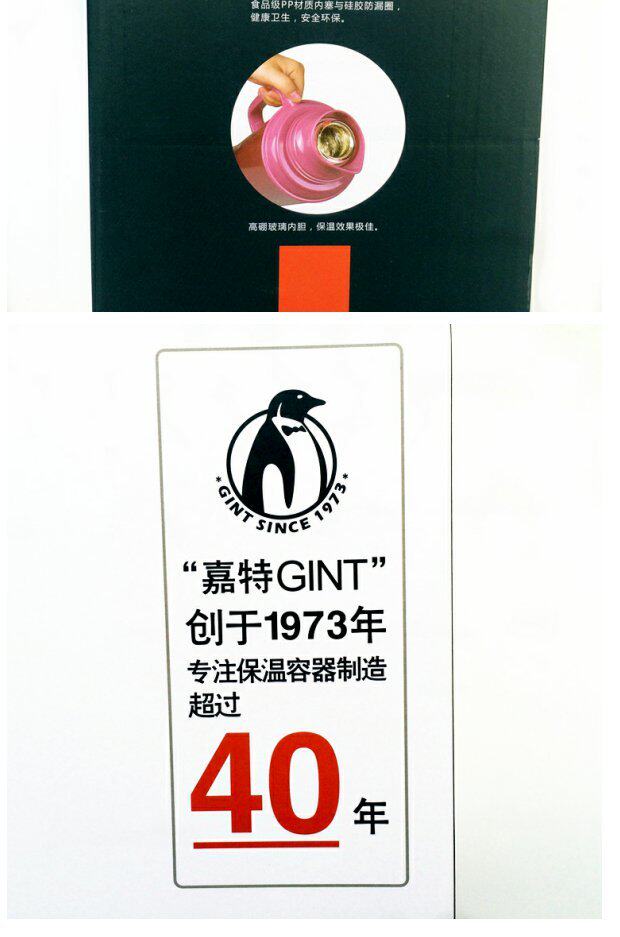 食品级PP材质内塞与硅胶防漏圈，
健康卫生，安全环保。
高硼玻璃内胆，保温效果极佳。
*GINT SINCE 1973*
“嘉特GINT”
创于1973年
专注保温容器制造
超过
40年